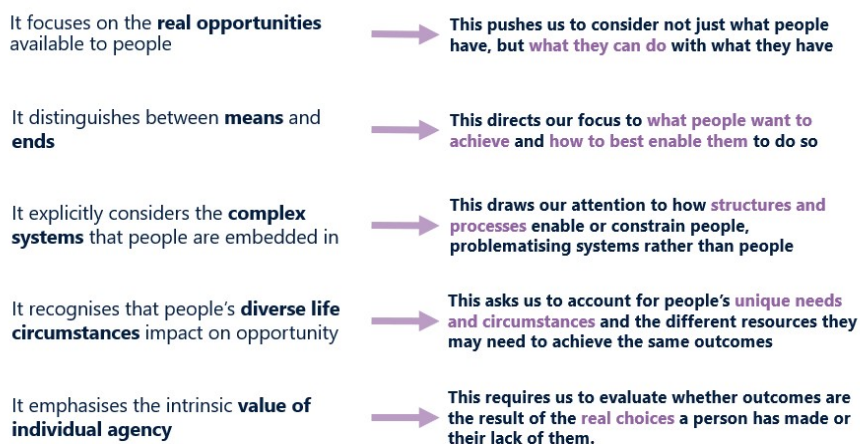 It focuses on the real opportunities
available to people
This pushes us to consider not just what people
have, but what they can do with what they have
It distinguishes between means and
ends
This directs our focus to what people want to
achieve and how to best enable them to do so
It explicitly considers the complex
systems that people are embedded in
This draws our attention to how structures and
processes enable or constrain people,
problematising systems rather than people
It recognises that people's diverse life
circumstances impact on opportunity
This asks us to account for people's unique needs
and circumstances and the different resources they
may need to achieve the same outcomes
It emphasises the intrinsic value of
individual agency
This requires us to evaluate whether outcomes are
the result of the real choices a person has made or
their lack of them.